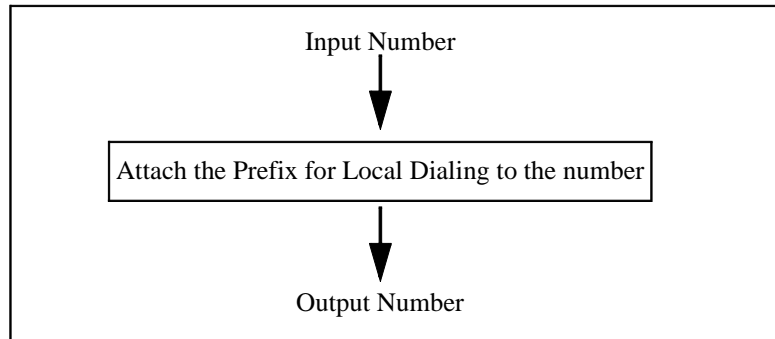 Input Number
Attach the Prefix for Local Dialing to the number
Output Number